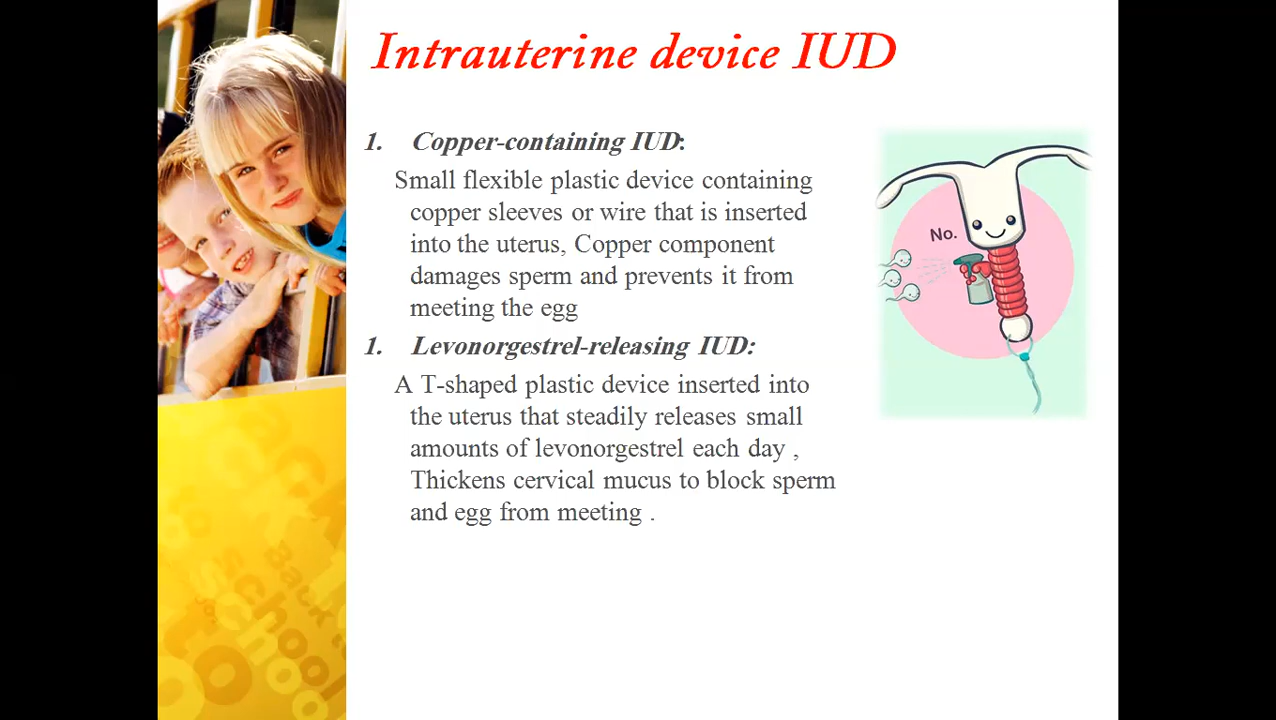 Intrauterine device IUD
1. Copper-containing IUD:
Small flexible plastic device containing
copper sleeves or wire that is inserted
into the uterus, Copper component
damages sperm and prevents it from
meeting the egg
No.
1. Levonorgestrel-releasing IUD:
A T-shaped plastic device inserted into
the uterus that steadily releases small
amounts of levonorgestrel each day ,
Thickens cervical mucus to block sperm
and egg from meeting .
Back
to
school